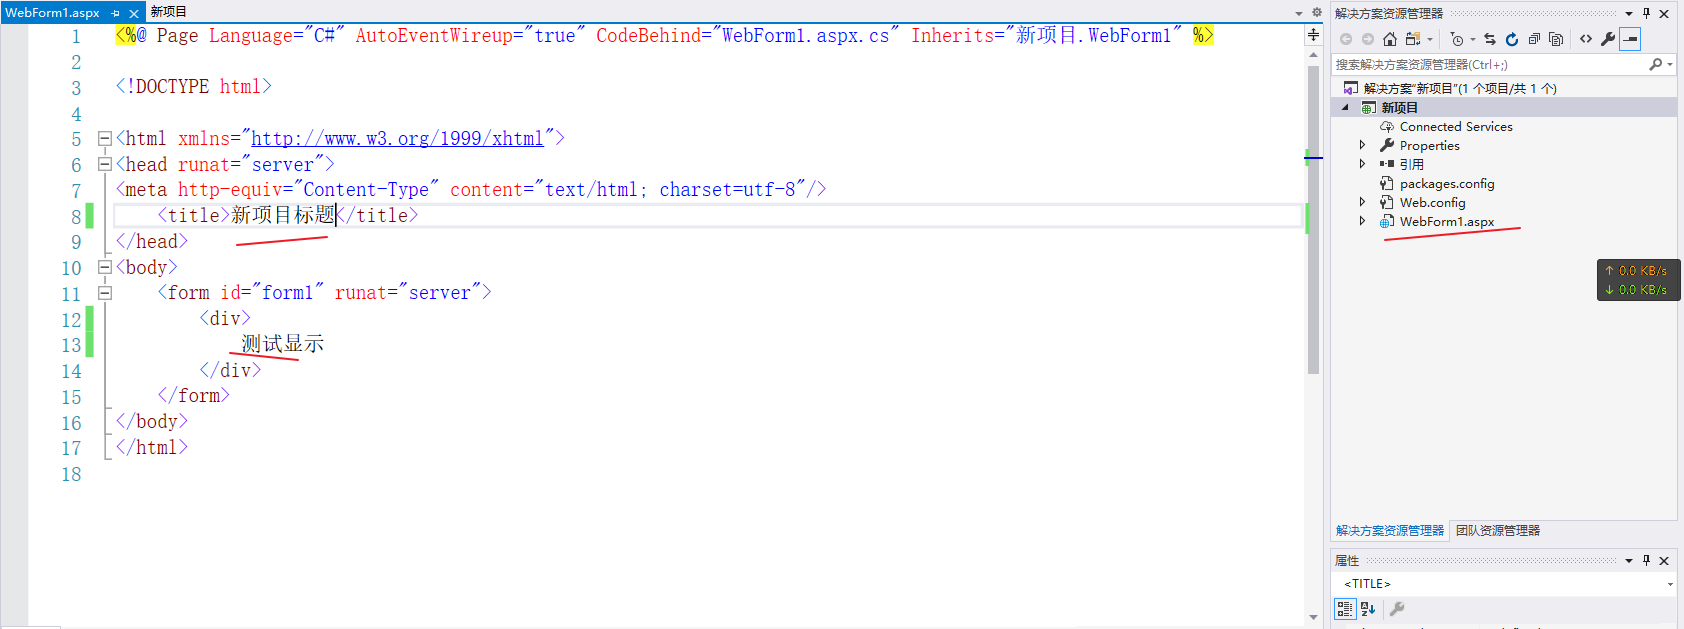 WebForm1.aspx 新项目
1 <%@ Page Language="C#" AutoEventWireup="true" CodeBehind="WebForm1.aspx.cs" Inherits="新项目.WebForm1" %>
2
3 <!DOCTYPE html>
4
5 <html xmlns="http://www.w3.org/1999/xhtml">
6 <head runat="server">
7 <meta http-equiv="Content-Type" content="text/html; charset=utf-8"/>
8 <title>新项目标题</title>
9 </head>
10 <body>
11 <form id="form1" runat="server">
12 <div>
13 测试显示
14 </div>
15 </form>
16 </body>
17 </html>
18
解决方案资源管理器
搜索解决方案资源管理器(Ctrl+;)
解决方案"新项目"(1 个项目/共 1 个)
新项目
Connected Services
Properties
引用
packages.config
Web.config
WebForm1.aspx
↑ 0.0 KB/s
↓ 0.0 KB/s
解决方案资源管理器 团队资源管理器
属性
<TITLE>